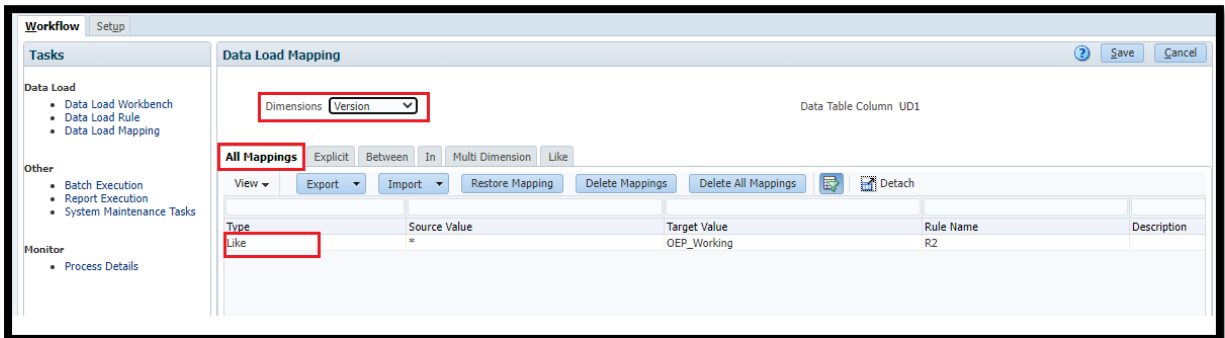 Workflow Setup
Tasks
Data Load
Data Load Workbench
Data Load Rule
Data Load Mapping
Other
Batch Execution
Report Execution
System Maintenance Tasks
Monitor
Process Details
Data Load Mapping ? Save Cancel
Dimensions Version Data Table Column UD1
All Mappings Explicit Between In Multi Dimension Like
View Export Import Restore Mapping Delete Mappings Delete All Mappings Detach
Type Source Value Target Value Rule Name Description
Like * OEP_Working R2